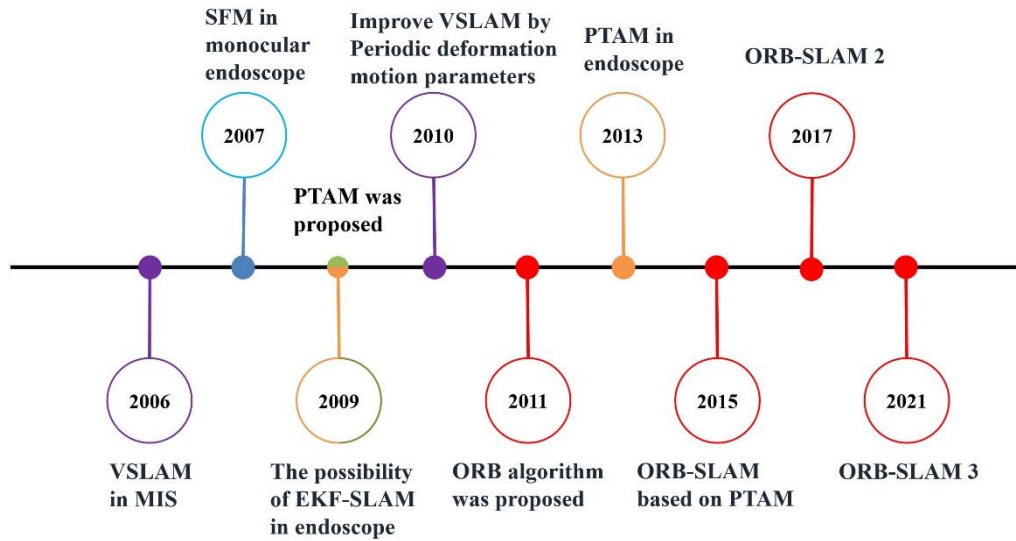 SFM in
monocular
endoscope
2007
Improve VSLAM by
Periodic deformation
motion parameters
2010
PTAM in
endoscope
2013
ORB-SLAM 2
2017
PTAM was
proposed
2006
VSLAM
in MIS
2009
The possibility
of EKF-SLAM
in endoscope
2011
ORB algorithm
was proposed
2015
ORB-SLAM
based on PTAM
2021
ORB-SLAM 3